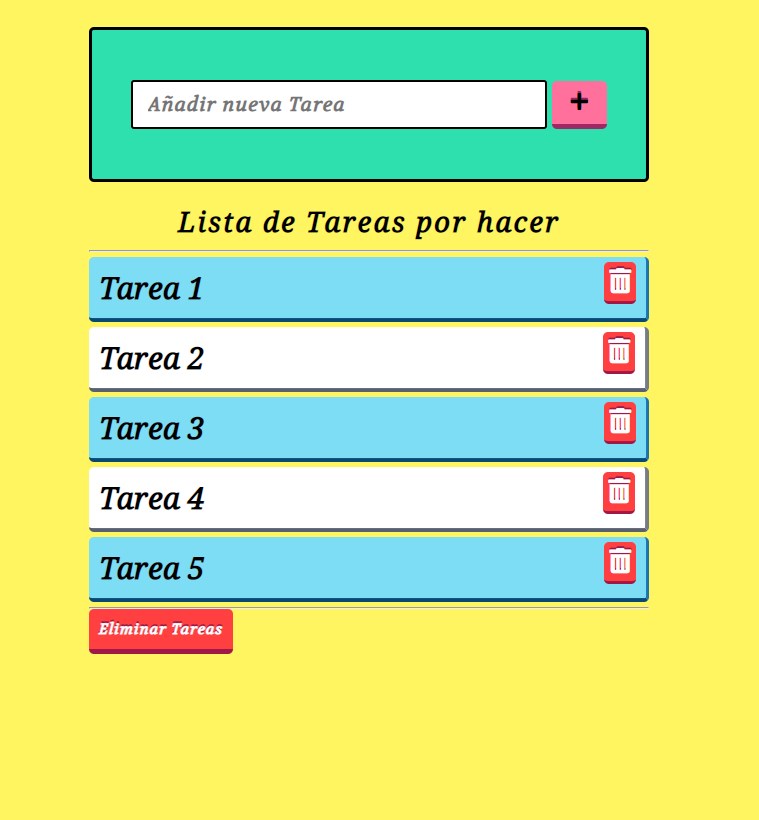 Añadir nueva Tarea
+
Lista de Tareas por hacer
Tarea 1
Tarea 2
Tarea 3
Tarea 4
Tarea 5
Eliminar Tareas